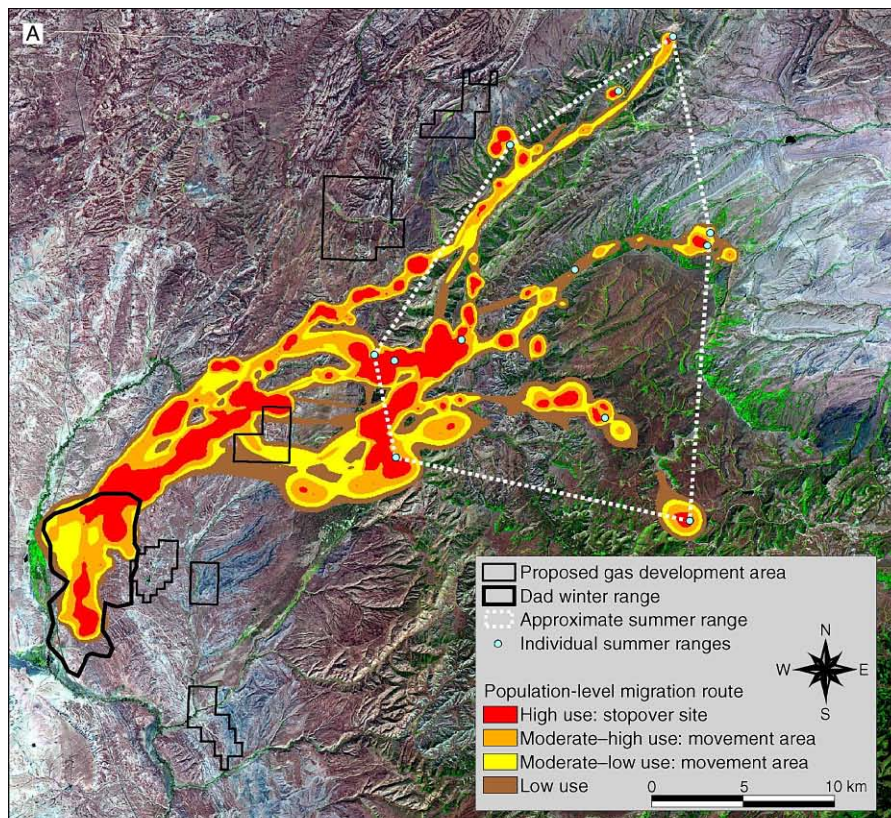 A
Proposed gas development area
Dad winter range
Approximate summer range
Individual summer ranges
N
W E
S
Population-level migration route
High use: stopover site
Moderate–high use: movement area
Moderate–low use: movement area
Low use
0 5 10 km